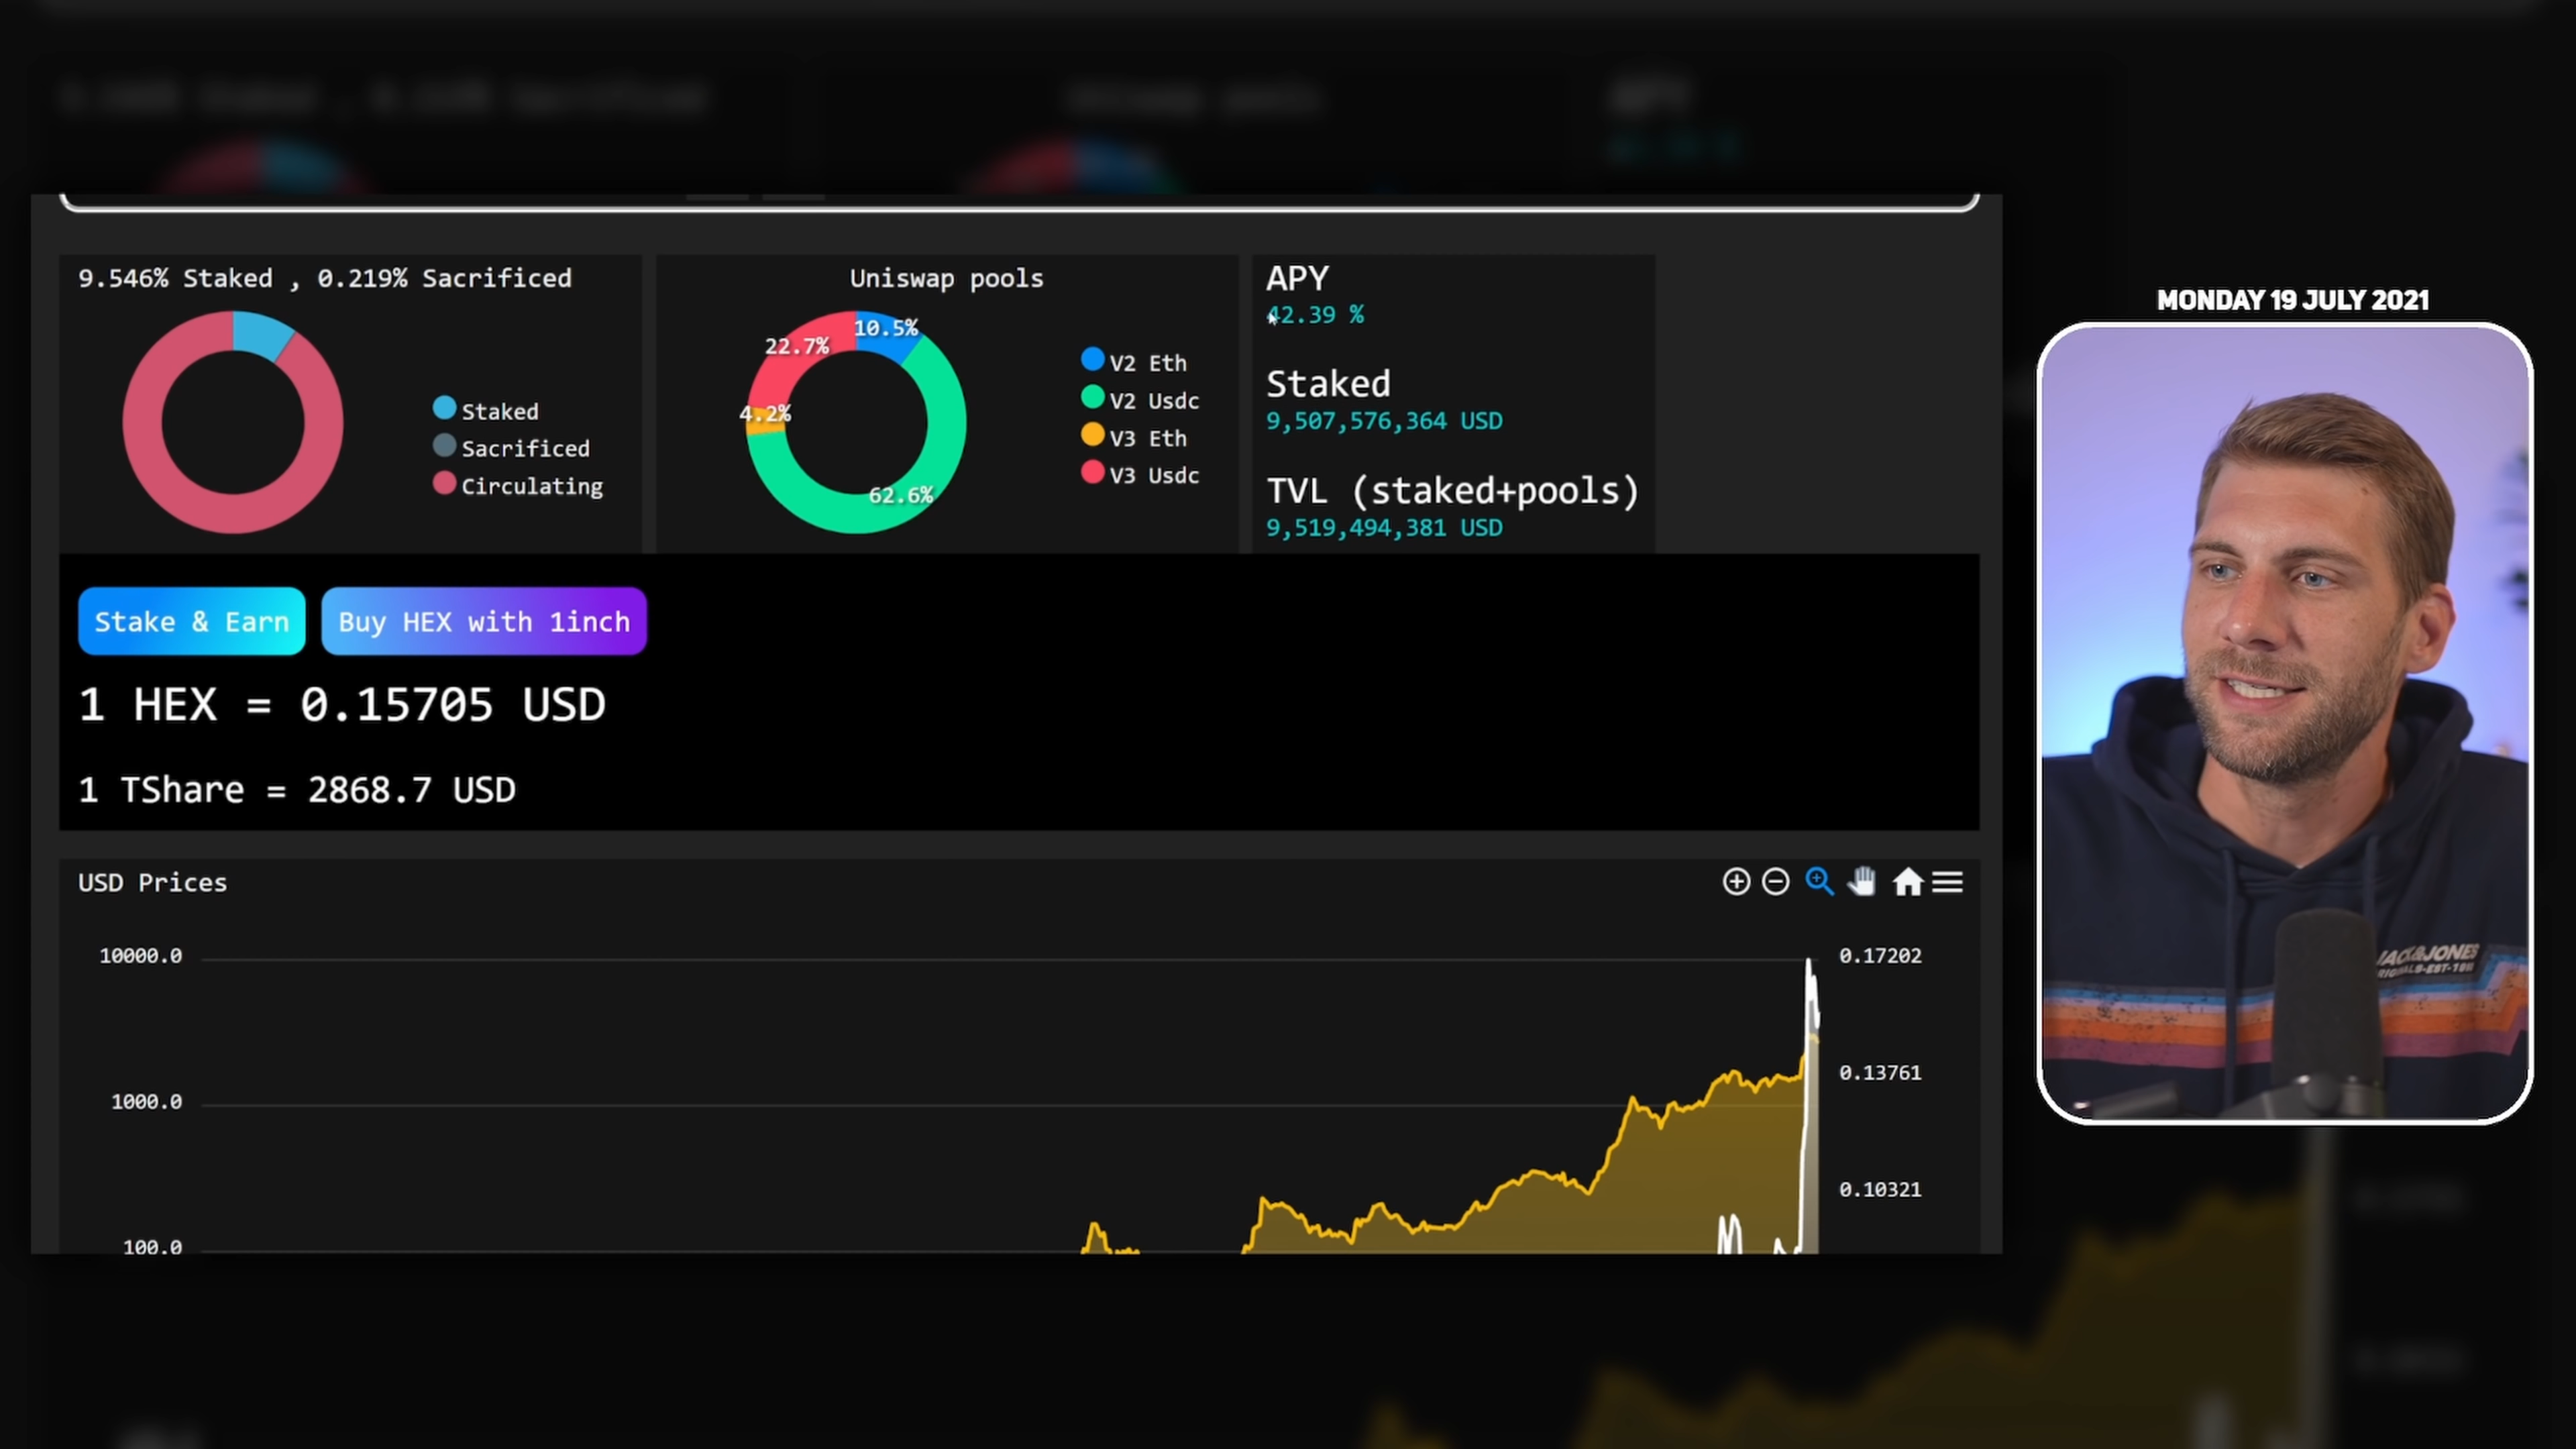 9.546% Staked , 0.219% Sacrificed
Staked
Sacrificed
Circulating
Uniswap pools
10.5%
22.7%
4.2%
62.6%
V2 Eth
V2 Usdc
V3 Eth
V3 Usdc
APY
42.39 %
Staked
9,507,576,364 USD
TVL (staked+pools)
9,519,494,381 USD
Stake & Earn
Buy HEX with 1inch
1 HEX = 0.15705 USD
1 TShare = 2868.7 USD
USD Prices
10000.0
1000.0
100.0
0.17202
0.13761
0.10321
MONDAY 19 JULY 2021
JACK&JONES